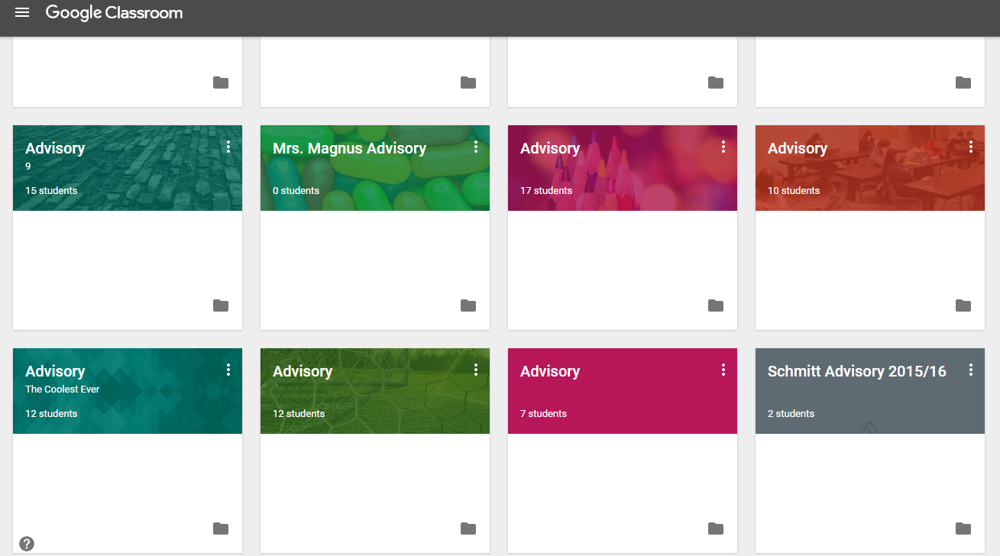 Google Classroom
Advisory
9
15 students
Mrs. Magnus Advisory
0 students
Advisory
17 students
Advisory
10 students
Advisory
The Coolest Ever
12 students
Advisory
12 students
Advisory
7 students
Schmitt Advisory 2015/16
2 students
?